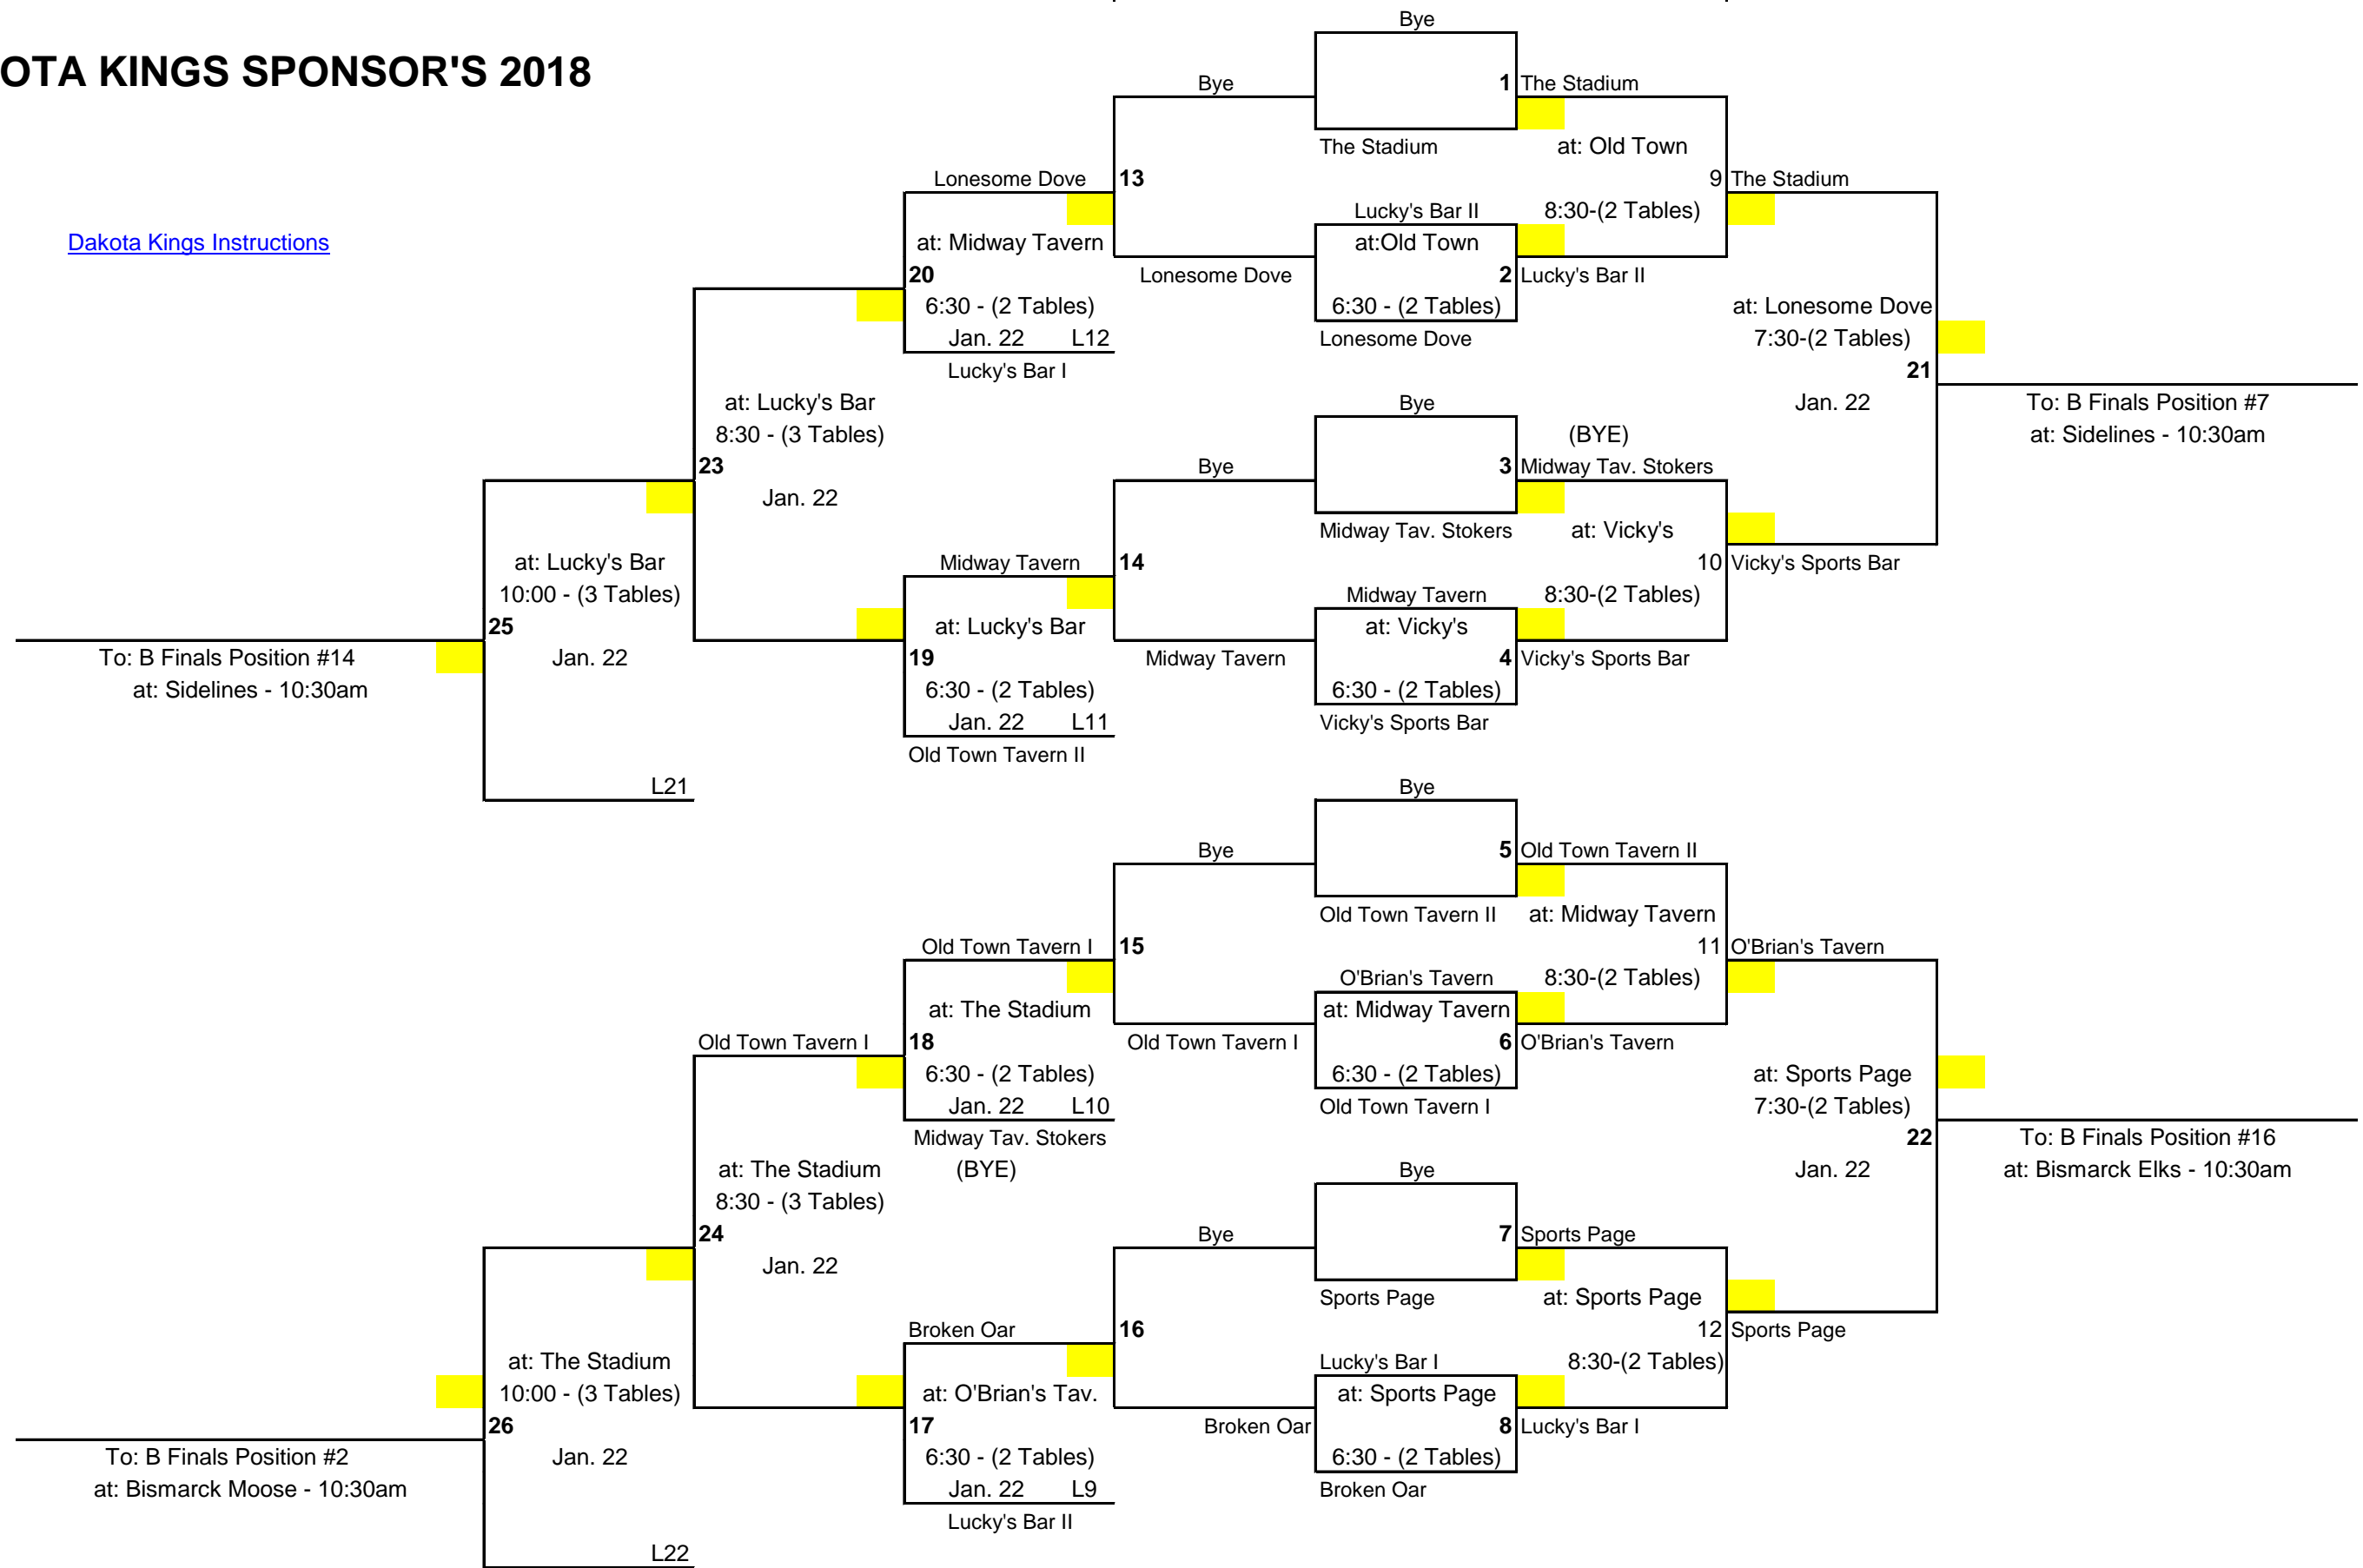 Bye
OTA KINGS SPONSOR'S 2018
Bye
1 The Stadium
The Stadium
at: Old Town
Lonesome Dove
13
9 The Stadium
Lucky's Bar II
8:30-(2 Tables)
Dakota Kings Instructions
at: Midway Tavern
at:Old Town
20
Lonesome Dove
2 Lucky's Bar II
6:30 - (2 Tables)
6:30 - (2 Tables)
at: Lonesome Dove
Jan. 22 L12
Lonesome Dove
7:30-(2 Tables)
Lucky's Bar I
21
at: Lucky's Bar
Bye
Jan. 22
To: B Finals Position #7
8:30 - (3 Tables)
(BYE)
at: Sidelines - 10:30am
23
Bye
3 Midway Tav. Stokers
Jan. 22
Midway Tav. Stokers
at: Vicky's
at: Lucky's Bar
Midway Tavern
14
10 Vicky's Sports Bar
10:00 - (3 Tables)
Midway Tavern
8:30-(2 Tables)
25
at: Lucky's Bar
at: Vicky's
To: B Finals Position #14
Jan. 22
19
Midway Tavern
4 Vicky's Sports Bar
at: Sidelines - 10:30am
6:30 - (2 Tables)
6:30 - (2 Tables)
Jan. 22 L11
Vicky's Sports Bar
Old Town Tavern II
L21
Bye
Bye
5 Old Town Tavern II
Old Town Tavern II
at: Midway Tavern
Old Town Tavern I
15
11 O'Brian's Tavern
O'Brian's Tavern
8:30-(2 Tables)
at: The Stadium
at: Midway Tavern
Old Town Tavern I
18
Old Town Tavern I
6 O'Brian's Tavern
6:30 - (2 Tables)
6:30 - (2 Tables)
at: Sports Page
Jan. 22 L10
Old Town Tavern I
7:30-(2 Tables)
Midway Tav. Stokers
22
To: B Finals Position #16
at: The Stadium
(BYE)
Bye
Jan. 22
at: Bismarck Elks - 10:30am
8:30 - (3 Tables)
24
Bye
7 Sports Page
Jan. 22
Sports Page
at: Sports Page
Broken Oar
16
12 Sports Page
at: The Stadium
Lucky's Bar I
8:30-(2 Tables)
10:00 - (3 Tables)
at: O'Brian's Tav.
at: Sports Page
26
17
Broken Oar
8 Lucky's Bar I
To: B Finals Position #2
Jan. 22
6:30 - (2 Tables)
6:30 - (2 Tables)
at: Bismarck Moose - 10:30am
Jan. 22 L9
Broken Oar
Lucky's Bar II
L22